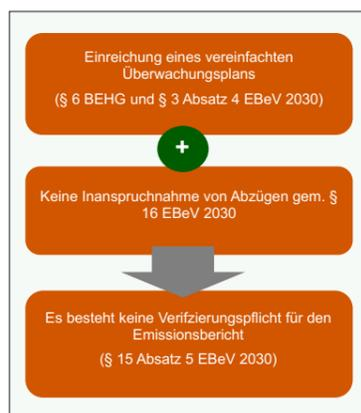 Einreichung eines vereinfachten
Überwachungsplans
(§ 6 BEHG und § 3 Absatz 4 EBeV 2030)
+
Keine Inanspruchnahme von Abzügen gem. §
16 EBeV 2030
Es besteht keine Verifzierungspflicht für den
Emissionsbericht
(§ 15 Absatz 5 EBeV 2030)